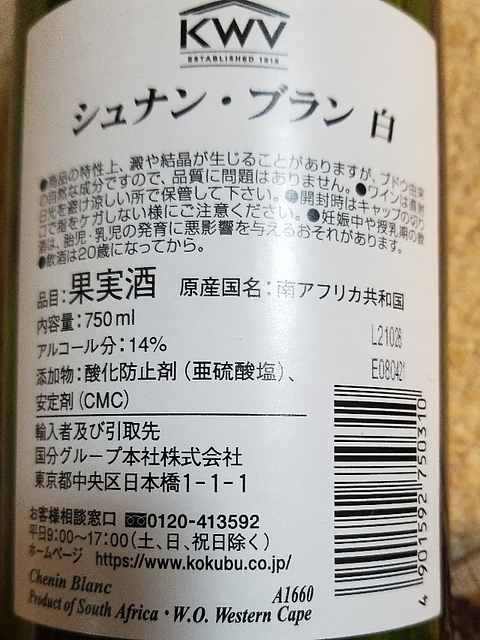 KWV
ESTABLISHED 1918
シュナン・ブラン 白
●商品の特性上、澱や結晶が生じることがありますが、ブドウ由来
の自然な成分ですので、品質に問題はありません。●ワインは直射
日光を避け涼しい所で保管して下さい。●開封時はキャップの切り
口で指をケガしない様にご注意ください。●妊娠中や授乳期の飲
酒は、胎児・乳児の発育に悪影響を与えるおそれがあります。
●飲酒は20歳になってから。
品目:果実酒 原産国名:南アフリカ共和国
内容量:750ml
アルコール分:14%
添加物:酸化防止剤(亜硫酸塩)、
安定剤(CMC)
L21026
E080421
輸入者及び引取先
国分グループ本社株式会社
東京都中央区日本橋1-1-1
お客様相談窓口 0120-413592
平日9:00〜17:00(土、日、祝日除く)
ホームページ https://www.kokubu.co.jp/
4 901592 750310
Chenin Blanc A1660
Product of South Africa・W.O. Western Cape